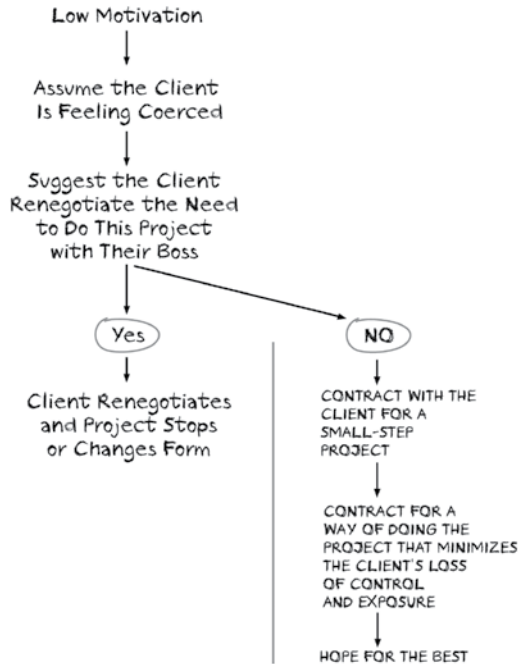 Low Motivation
Assume the Client
Is Feeling Coerced
Suggest the Client
Renegotiate the Need
to Do This Project
with Their Boss
Yes
Client Renegotiates
and Project Stops
or Changes Form
NO
CONTRACT WITH THE
CLIENT FOR A
SMALL-STEP
PROJECT
CONTRACT FOR A
WAY OF DOING THE
PROJECT THAT MINIMIZES
THE CLIENT'S LOSS
OF CONTROL
AND EXPOSURE
HOPE FOR THE BEST